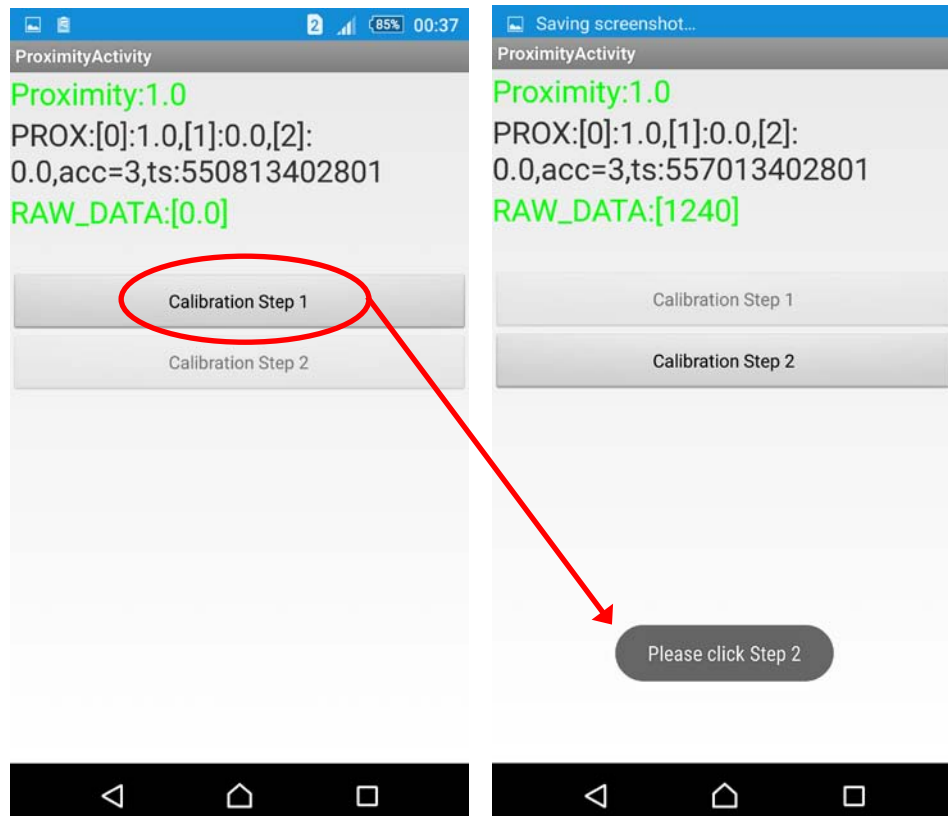 2 85% 00:37
ProximityActivity
Proximity:1.0
PROX:[0]:1.0,[1]:0.0,[2]:
0.0,acc=3,ts:550813402801
RAW_DATA:[0.0]
Calibration Step 1
Calibration Step 2
Saving screenshot...
ProximityActivity
Proximity:1.0
PROX:[0]:1.0,[1]:0.0,[2]:
0.0,acc=3,ts:557013402801
RAW_DATA:[1240]
Calibration Step 1
Calibration Step 2
Please click Step 2